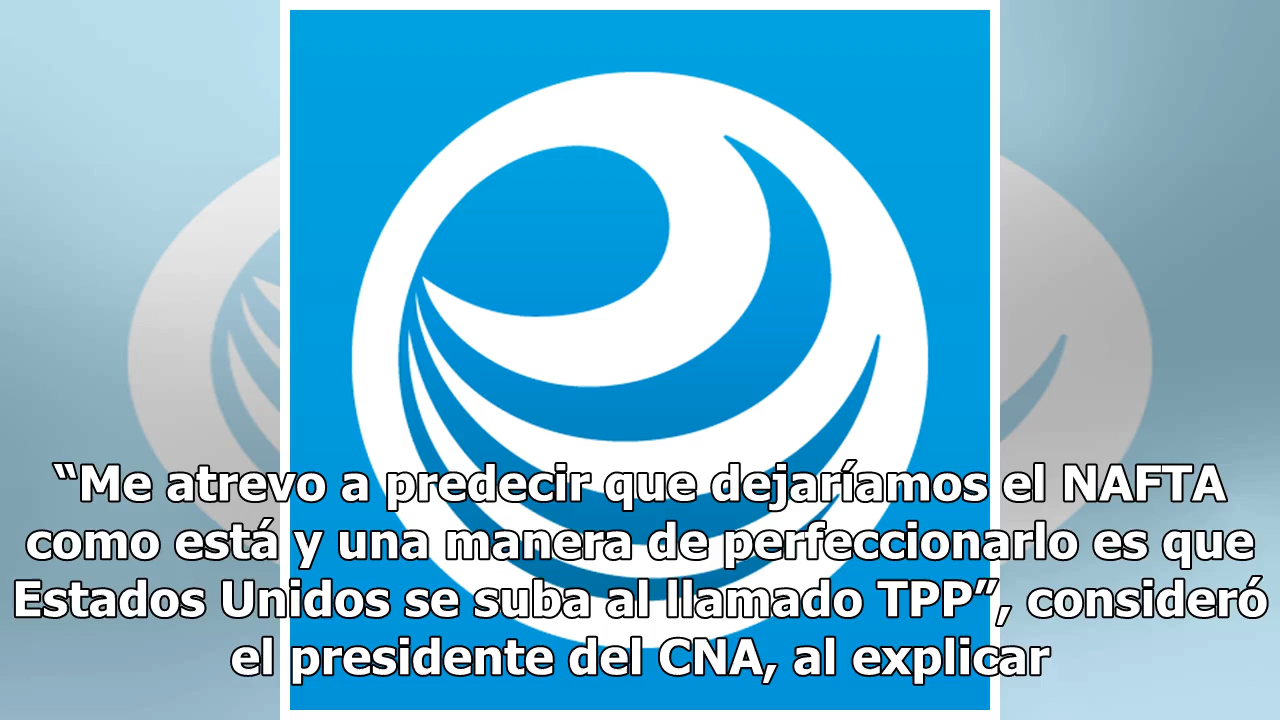 “Me atrevo a predecir que dejaríamos el NAFTA
como está y una manera de perfeccionarlo es que
Estados Unidos se suba al llamado TPP”, consideró
el presidente del CNA, al explicar